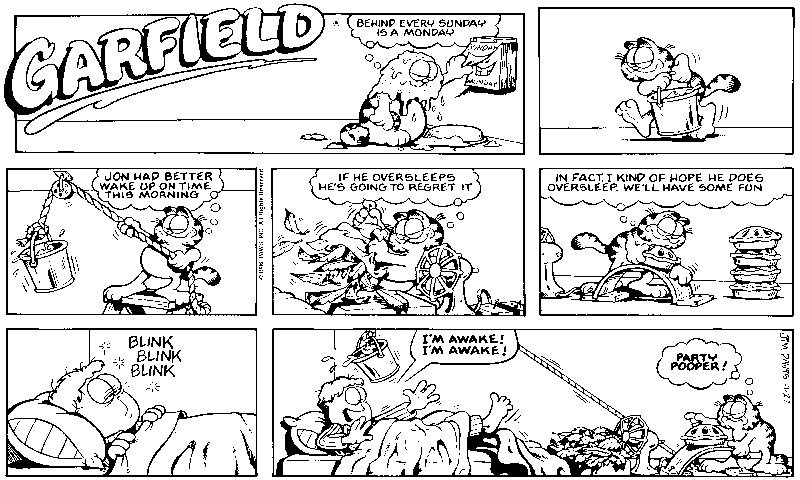 GARFIELD
BEHIND EVERY SUNDAY
IS A MONDAY
SUNDAY
MONDAY
JON HAD BETTER
WAKE UP ON TIME
THIS MORNING
IF HE OVERSLEEPS
HE'S GOING TO REGRET IT
IN FACT, I KIND OF HOPE HE DOES
OVERSLEEP. WE'LL HAVE SOME FUN
BLINK
BLINK
BLINK
I'M AWAKE!
I'M AWAKE!
PARTY
POOPER!
JIM DAVIS 11-27